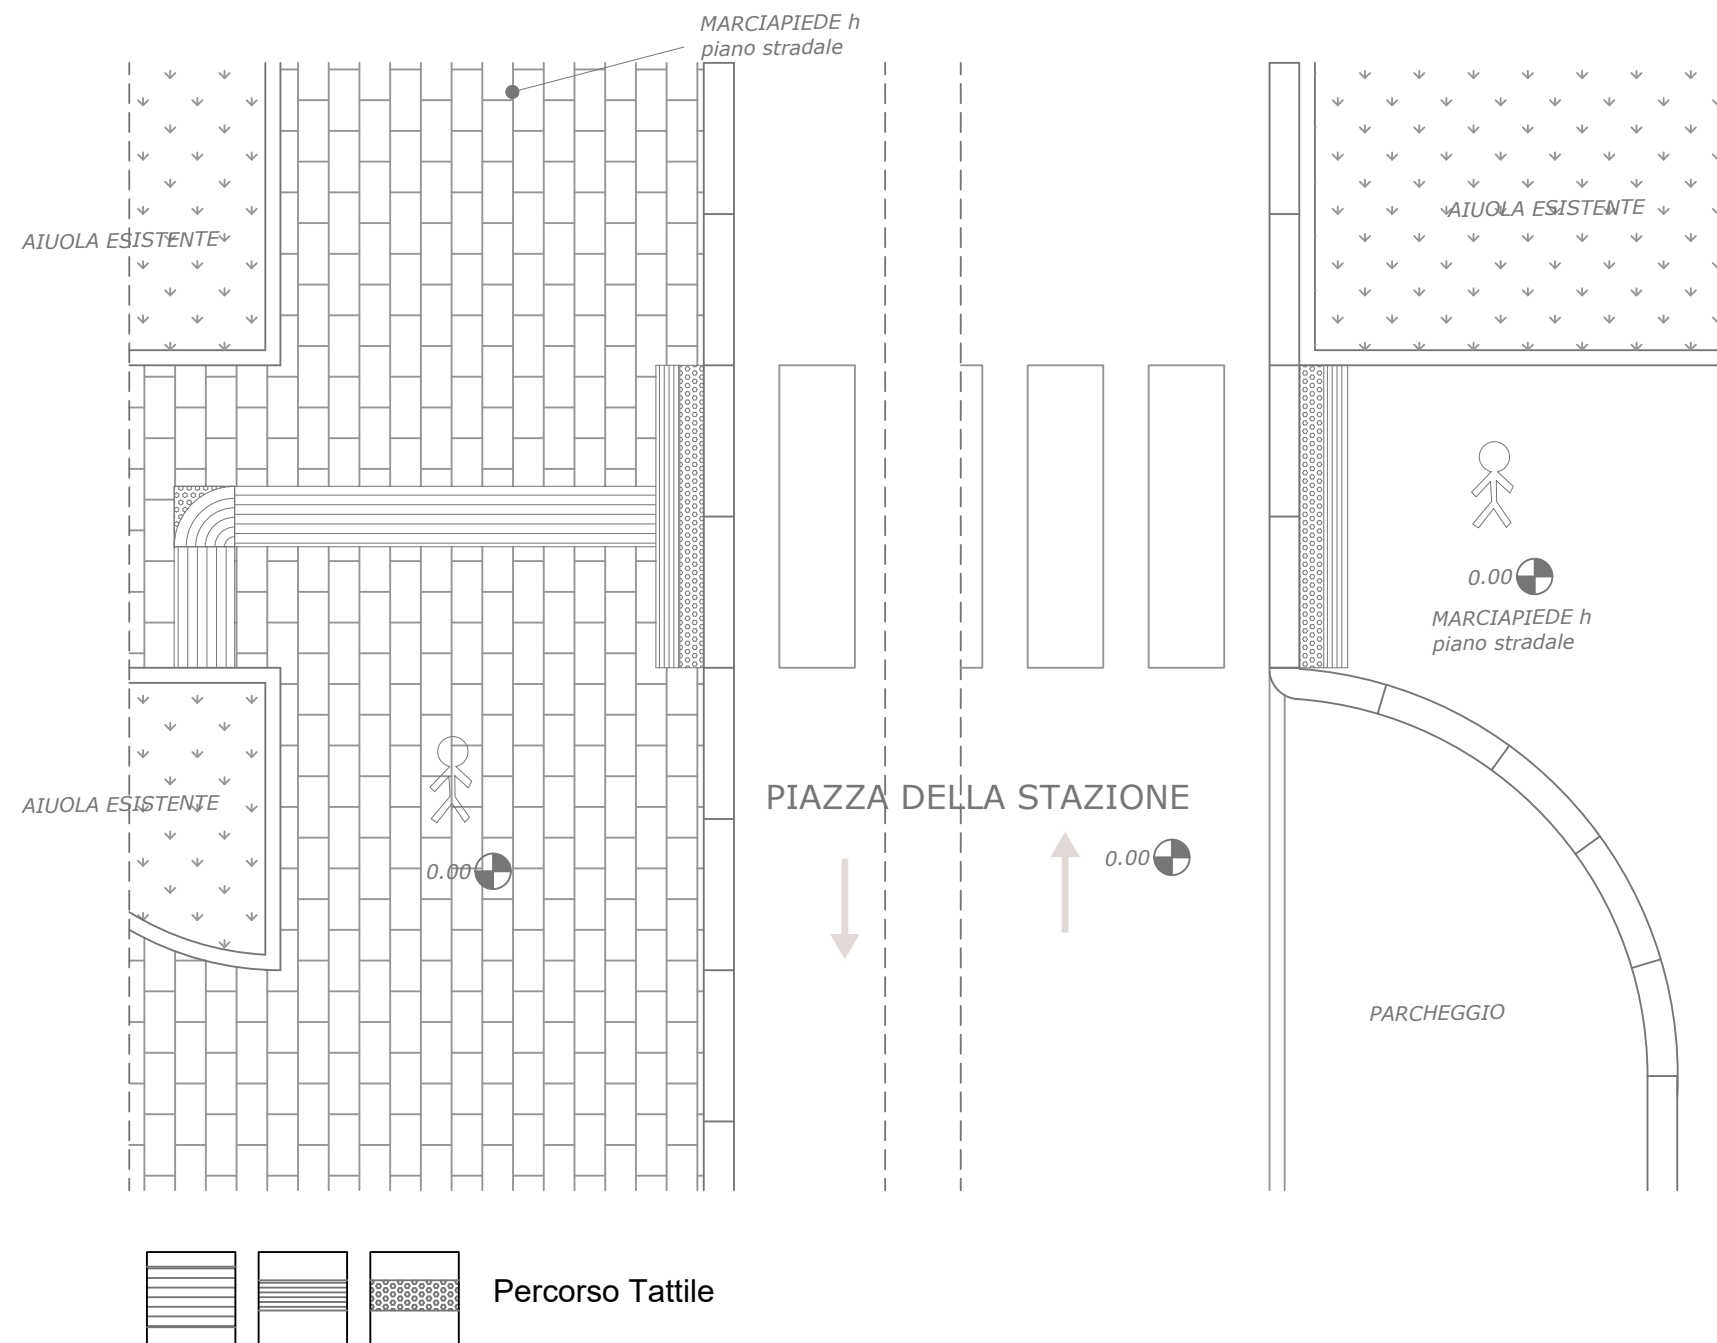 MARCIAPIEDE h
piano stradale
AIUOLA ESISTENTE
AIUOLA ESISTENTE
0.00
MARCIAPIEDE h
piano stradale
AIUOLA ESISTENTE
PIAZZA DELLA STAZIONE
0.00
0.00
PARCHEGGIO
Percorso Tattile